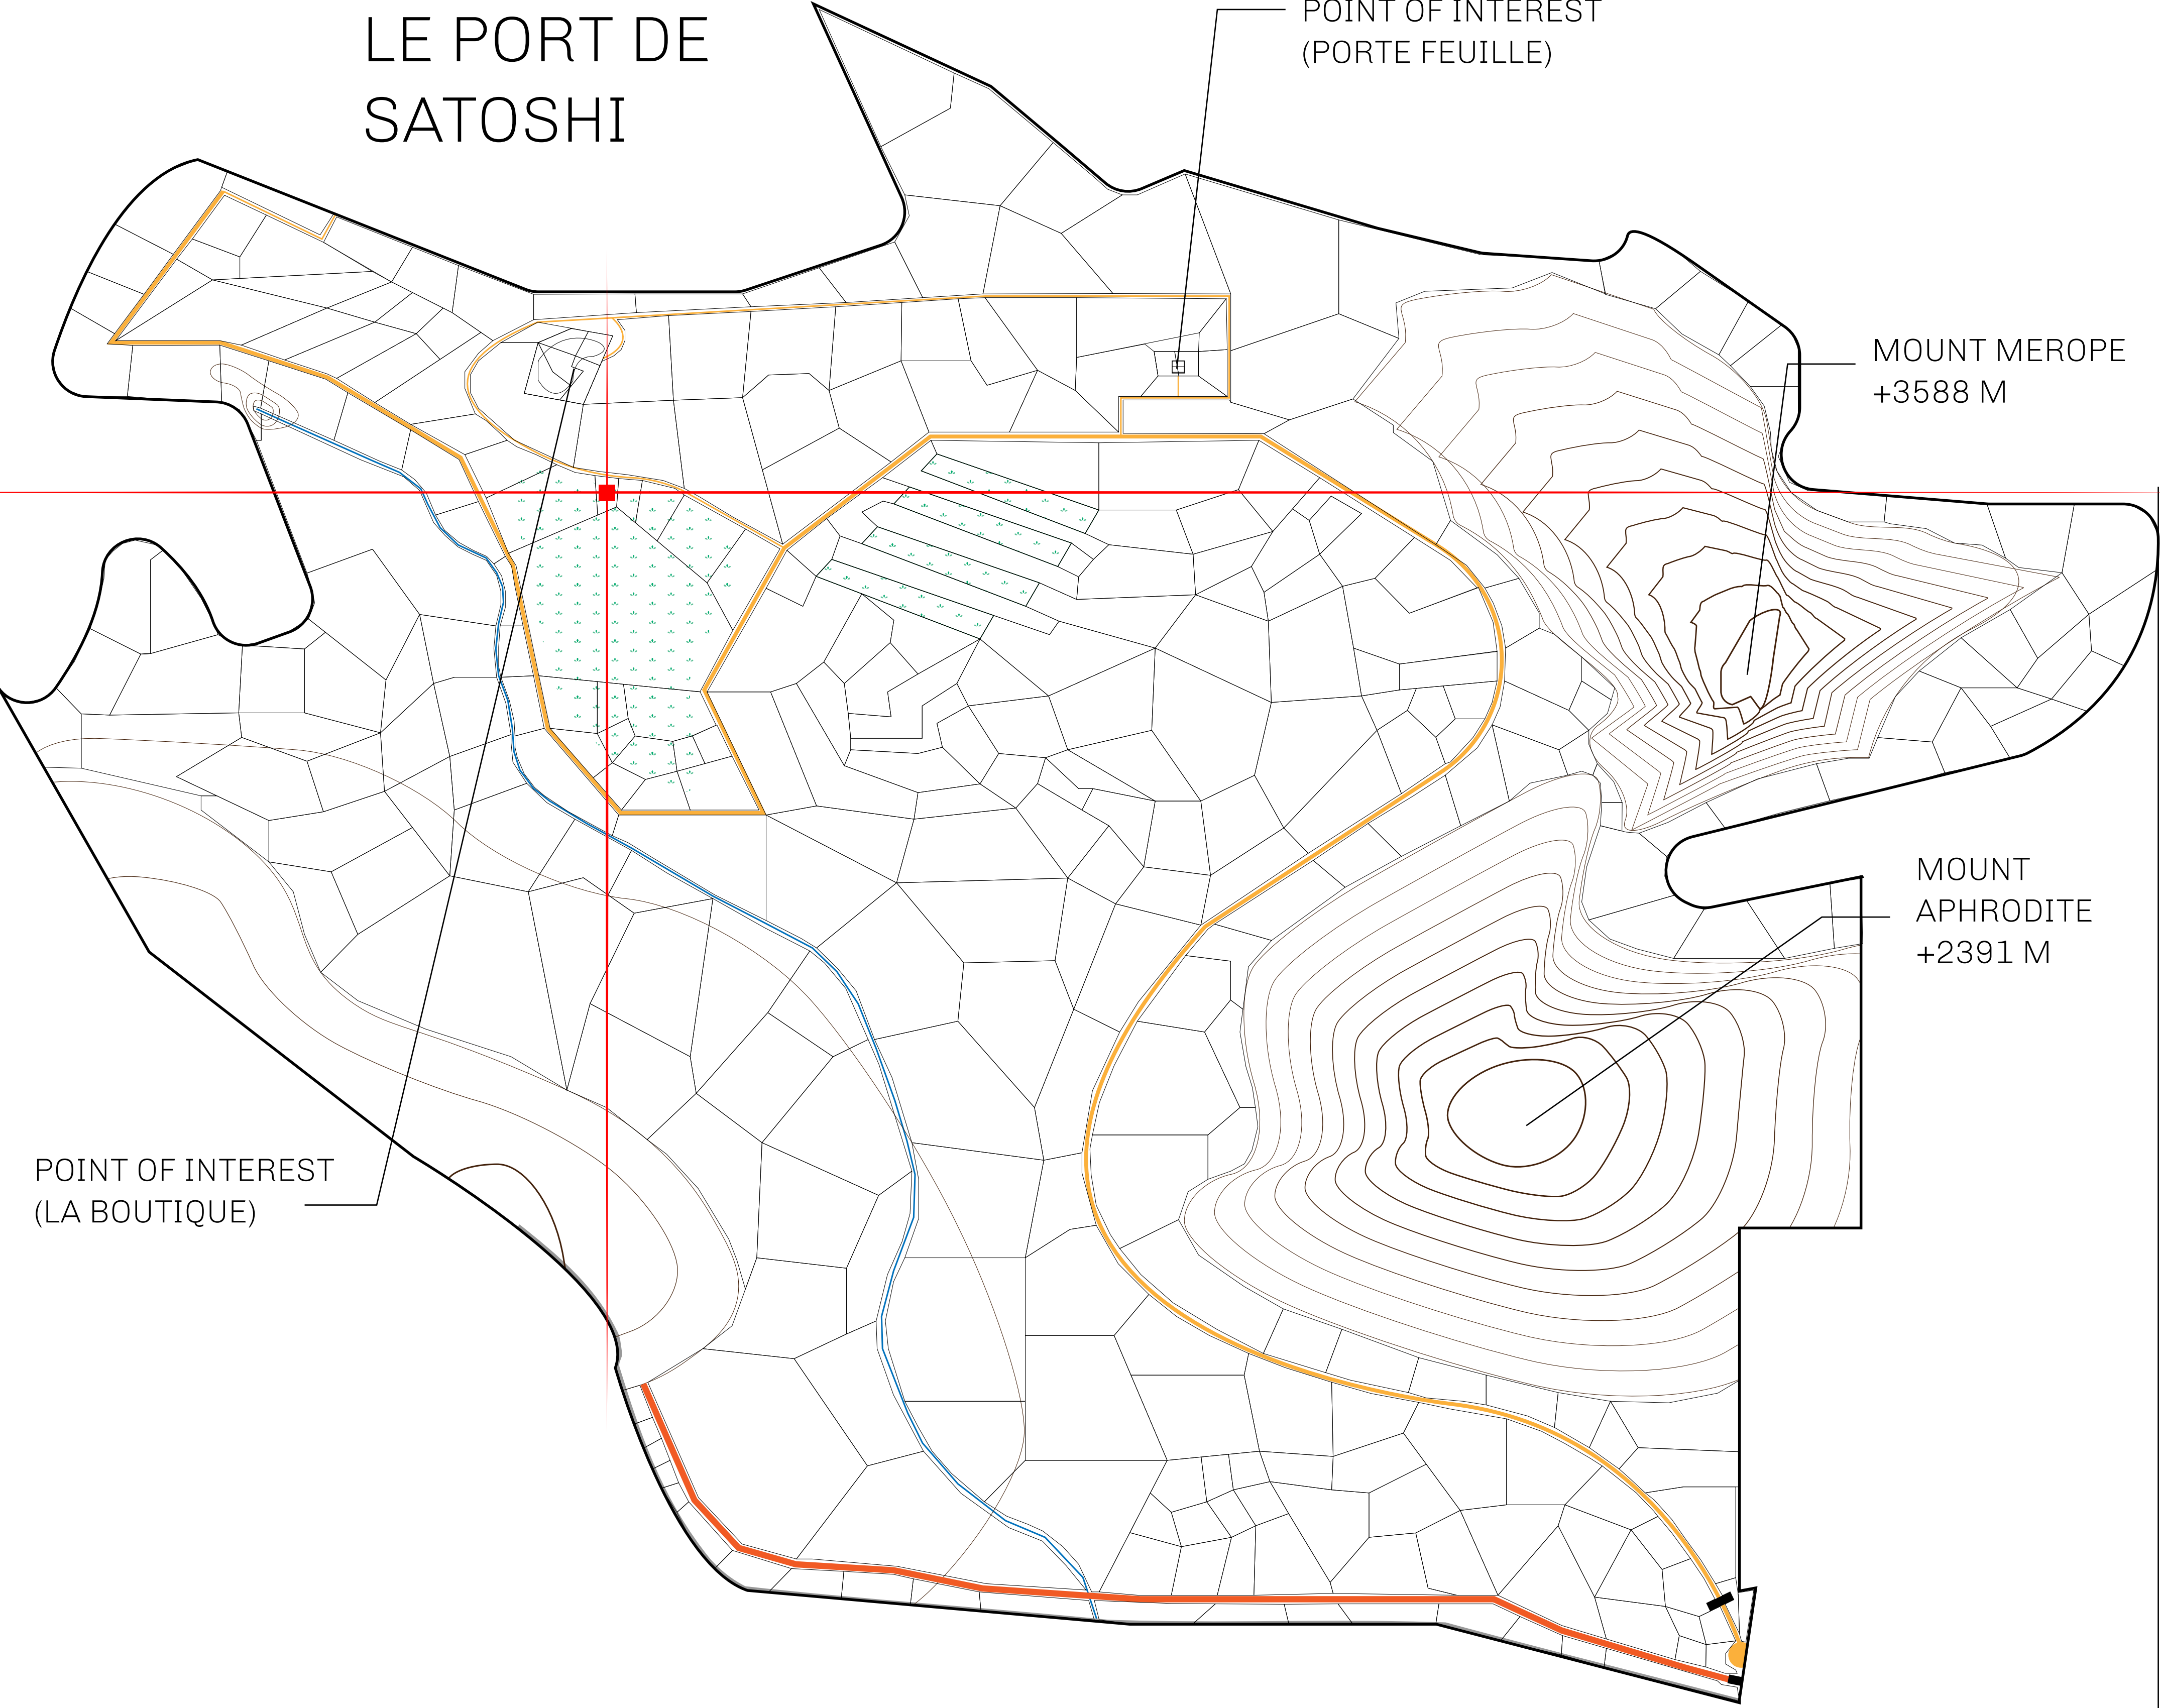 LE PORT DE
SATOSHI
POINT OF INTEREST
(PORTE FEUILLE)
MOUNT MEROPE
+3588 M
MOUNT
APHRODITE
+2391 M
POINT OF INTEREST
(LA BOUTIQUE)